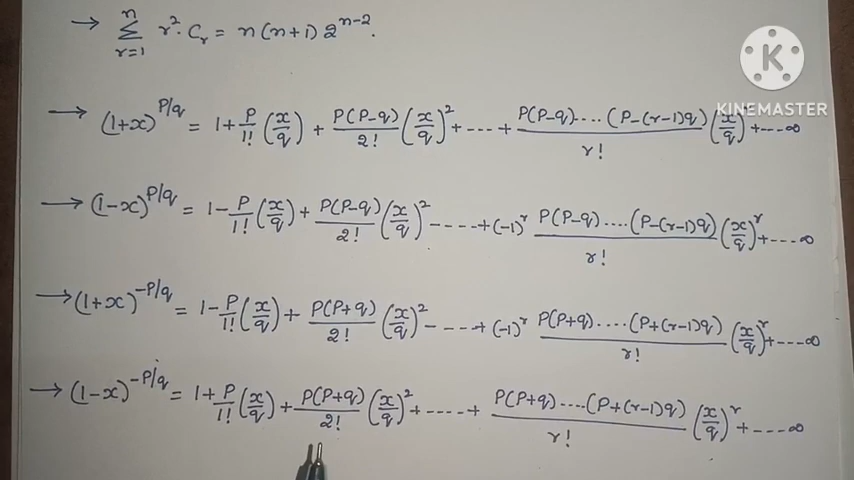 → ∑_{r=1}^{n} r²·C_r = n(n+1) 2^{n-2}.
→ (1+x)^{P/q} = 1 + P/1! (x/q) + P(P-q)/2! (x/q)² + ---- + P(P-q)....(P-(r-1)q)/r! (x/q)^r + --- ∞
→ (1-x)^{P/q} = 1 - P/1! (x/q) + P(P-q)/2! (x/q)² - ---- + (-1)^r P(P-q)....(P-(r-1)q)/r! (x/q)^r + --- ∞
→ (1+x)^{-P/q} = 1 - P/1! (x/q) + P(P+q)/2! (x/q)² - ---- + (-1)^r P(P+q)....(P+(r-1)q)/r! (x/q)^r + --- ∞
→ (1-x)^{-P/q} = 1 + P/1! (x/q) + P(P+q)/2! (x/q)² + ---- + P(P+q)....(P+(r-1)q)/r! (x/q)^r + --- ∞
K
KINEMASTER